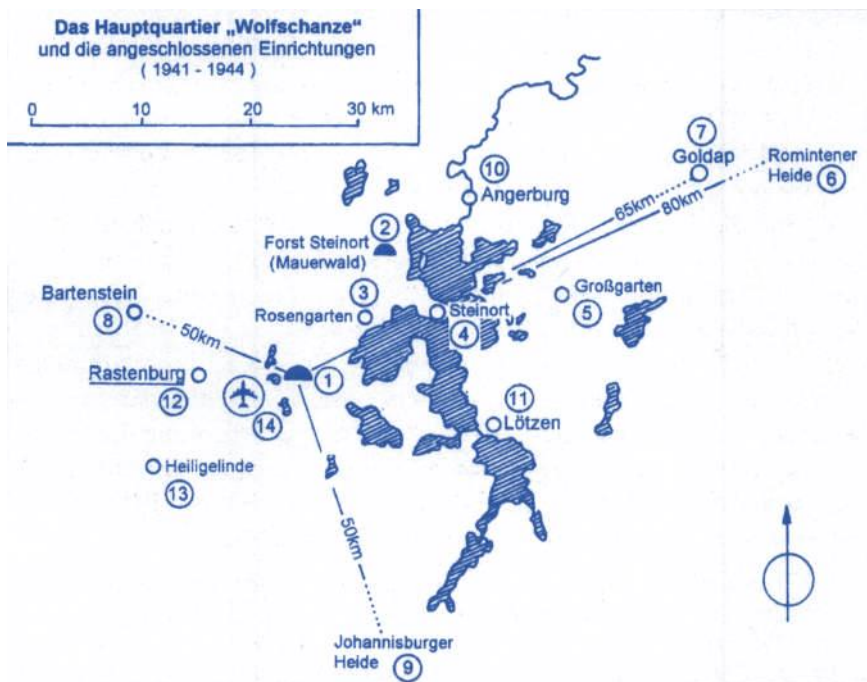 Das Hauptquartier „Wolfschanze“
und die angeschlossenen Einrichtungen
( 1941 - 1944 )
0 10 20 30 km
7
Goldap
Romintener
Heide 6
10
Angerburg
65km
80km
2
Forst Steinort
(Mauerwald)
3
Rosengarten
Steinort
4
Großgarten
5
Bartenstein
8
50km
Rastenburg
12
1
14
11
Lötzen
Heiligelinde
13
50km
Johannisburger
Heide 9